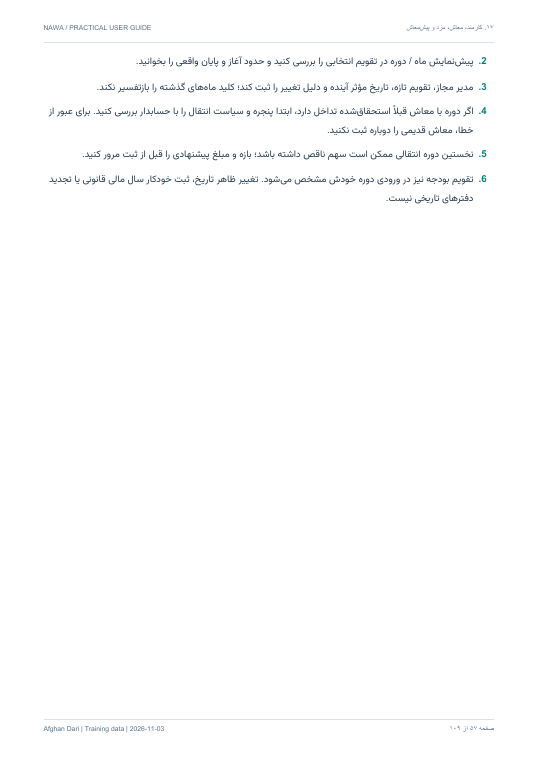 NAWA / PRACTICAL USER GUIDE
۱۷. کارمند، معاش، مزد و پیش‌معاش
2. پیش‌نمایش ماه / دوره در تقویم انتخابی را بررسی کنید و حدود آغاز و پایان واقعی را بخوانید.
3. مدیر مجاز، تقویم تازه، تاریخ مؤثر آینده و دلیل تغییر را ثبت کند؛ کلید ماه‌های گذشته را بازتفسیر نکند.
4. اگر دوره با معاش قبلاً استحقاق‌شده تداخل دارد، ابتدا پنجره و سیاست انتقال را با حسابدار بررسی کنید. برای عبور از
خطا، معاش قدیمی را دوباره ثبت نکنید.
5. نخستین دوره انتقالی ممکن است سهم ناقص داشته باشد؛ بازه و مبلغ پیشنهادی را قبل از ثبت مرور کنید.
6. تقویم بودجه نیز در ورودی دوره خودش مشخص می‌شود. تغییر ظاهر تاریخ، ثبت خودکار سال مالی قانونی یا تجدید
دفترهای تاریخی نیست.
Afghan Dari | Training data | 2026-11-03
صفحه ۵۷ از ۱۰۹